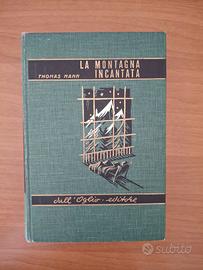 LA MONTAGNA
THOMAS MANN INCANTATA
dall'Oglio - editore
subito